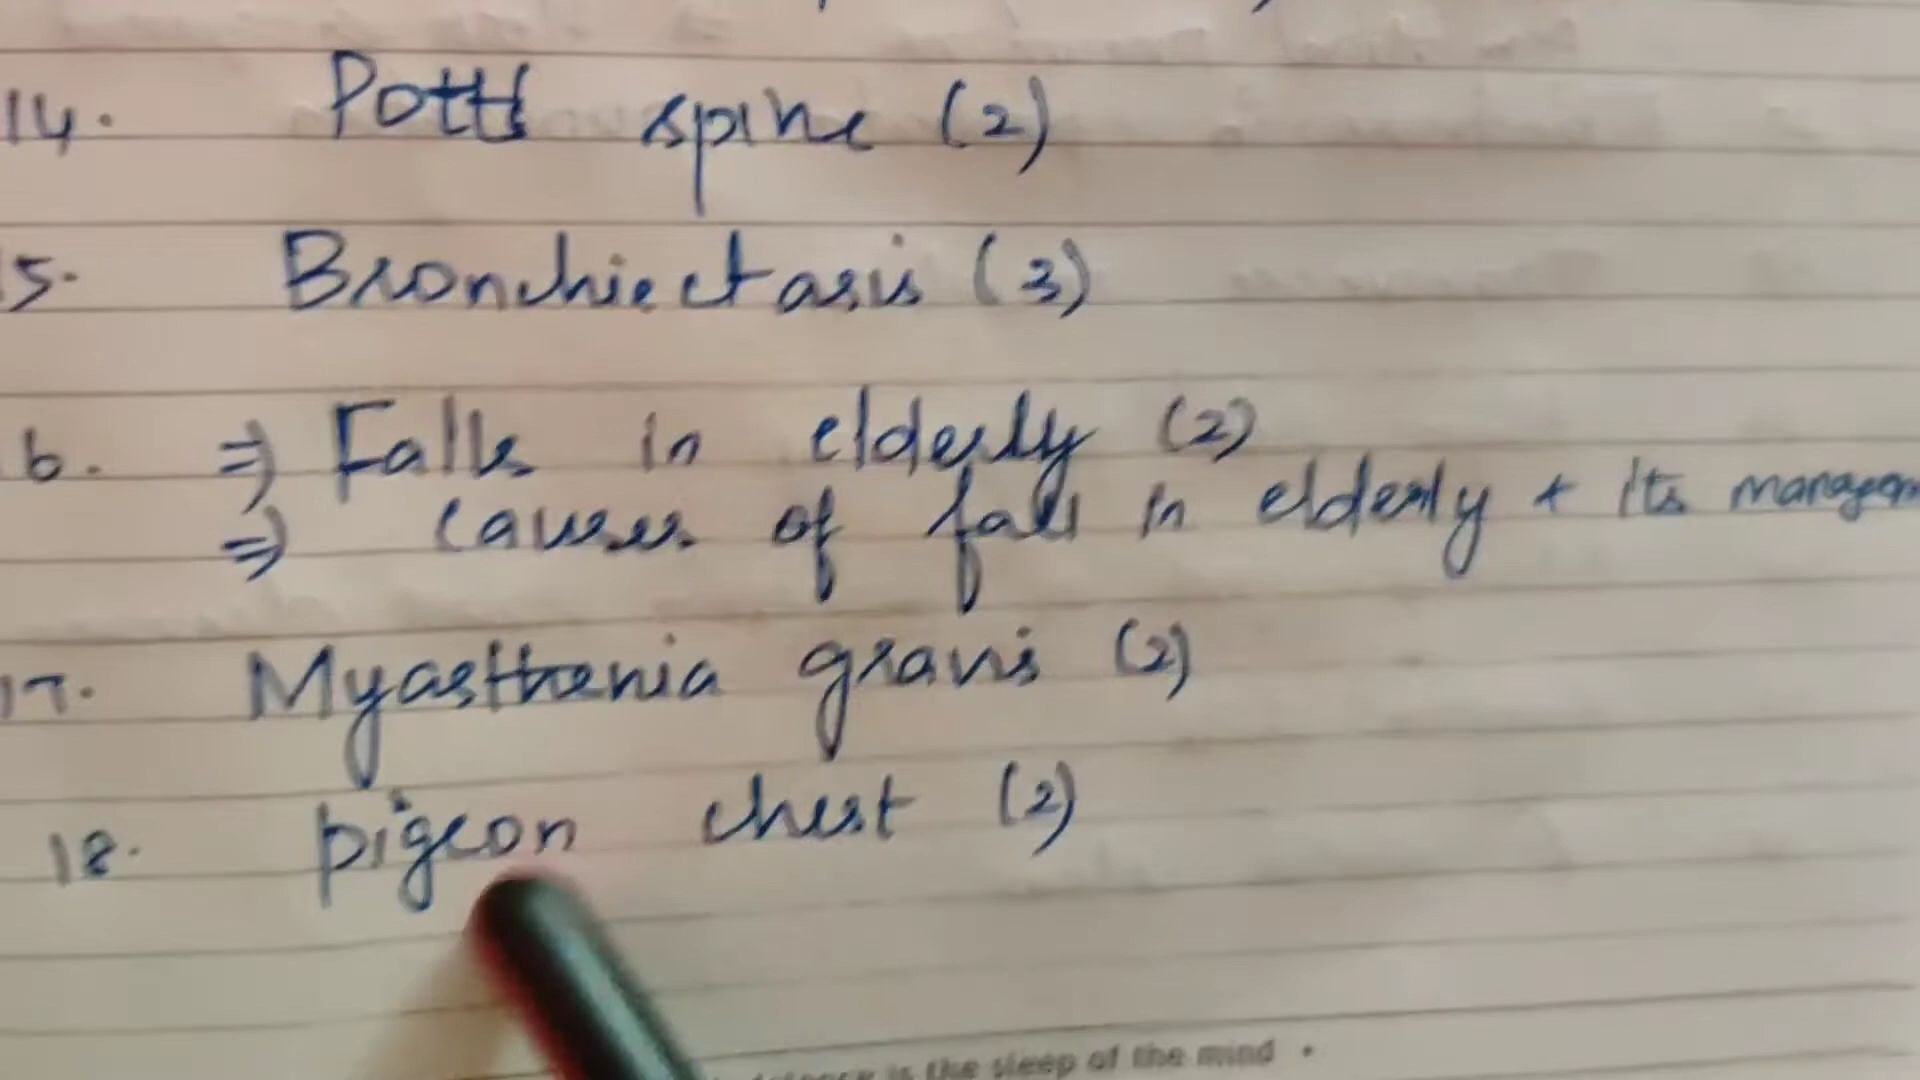 14. Potts spine (2)
15. Bronchiectasis (3)
6. ⇒ Falls in elderly (2)
⇒ causes of fall in elderly + its managem
17. Myasthenia gravis (2)
18. pigeon chest (2)
is the sleep of the mind •